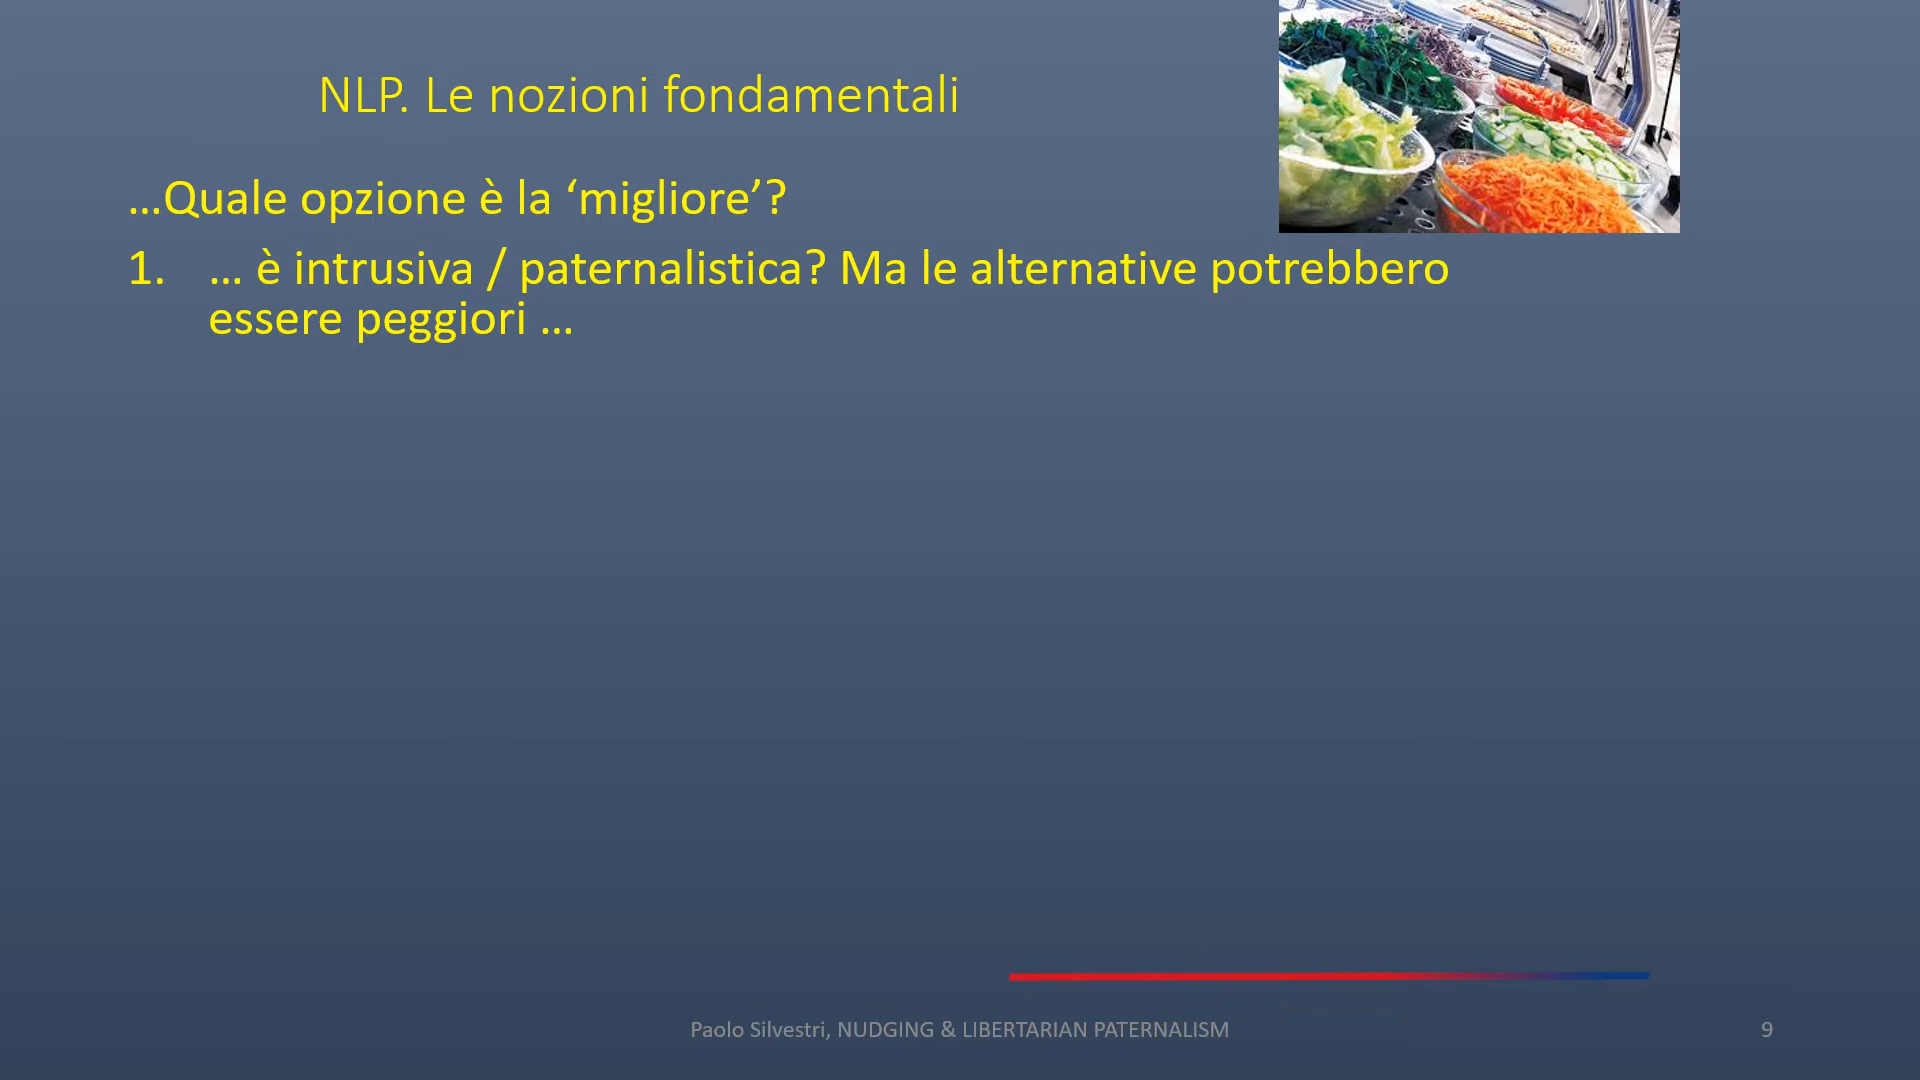 NLP. Le nozioni fondamentali
…Quale opzione è la ‘migliore’?
1. … è intrusiva / paternalistica? Ma le alternative potrebbero
essere peggiori …
Paolo Silvestri, NUDGING & LIBERTARIAN PATERNALISM
9